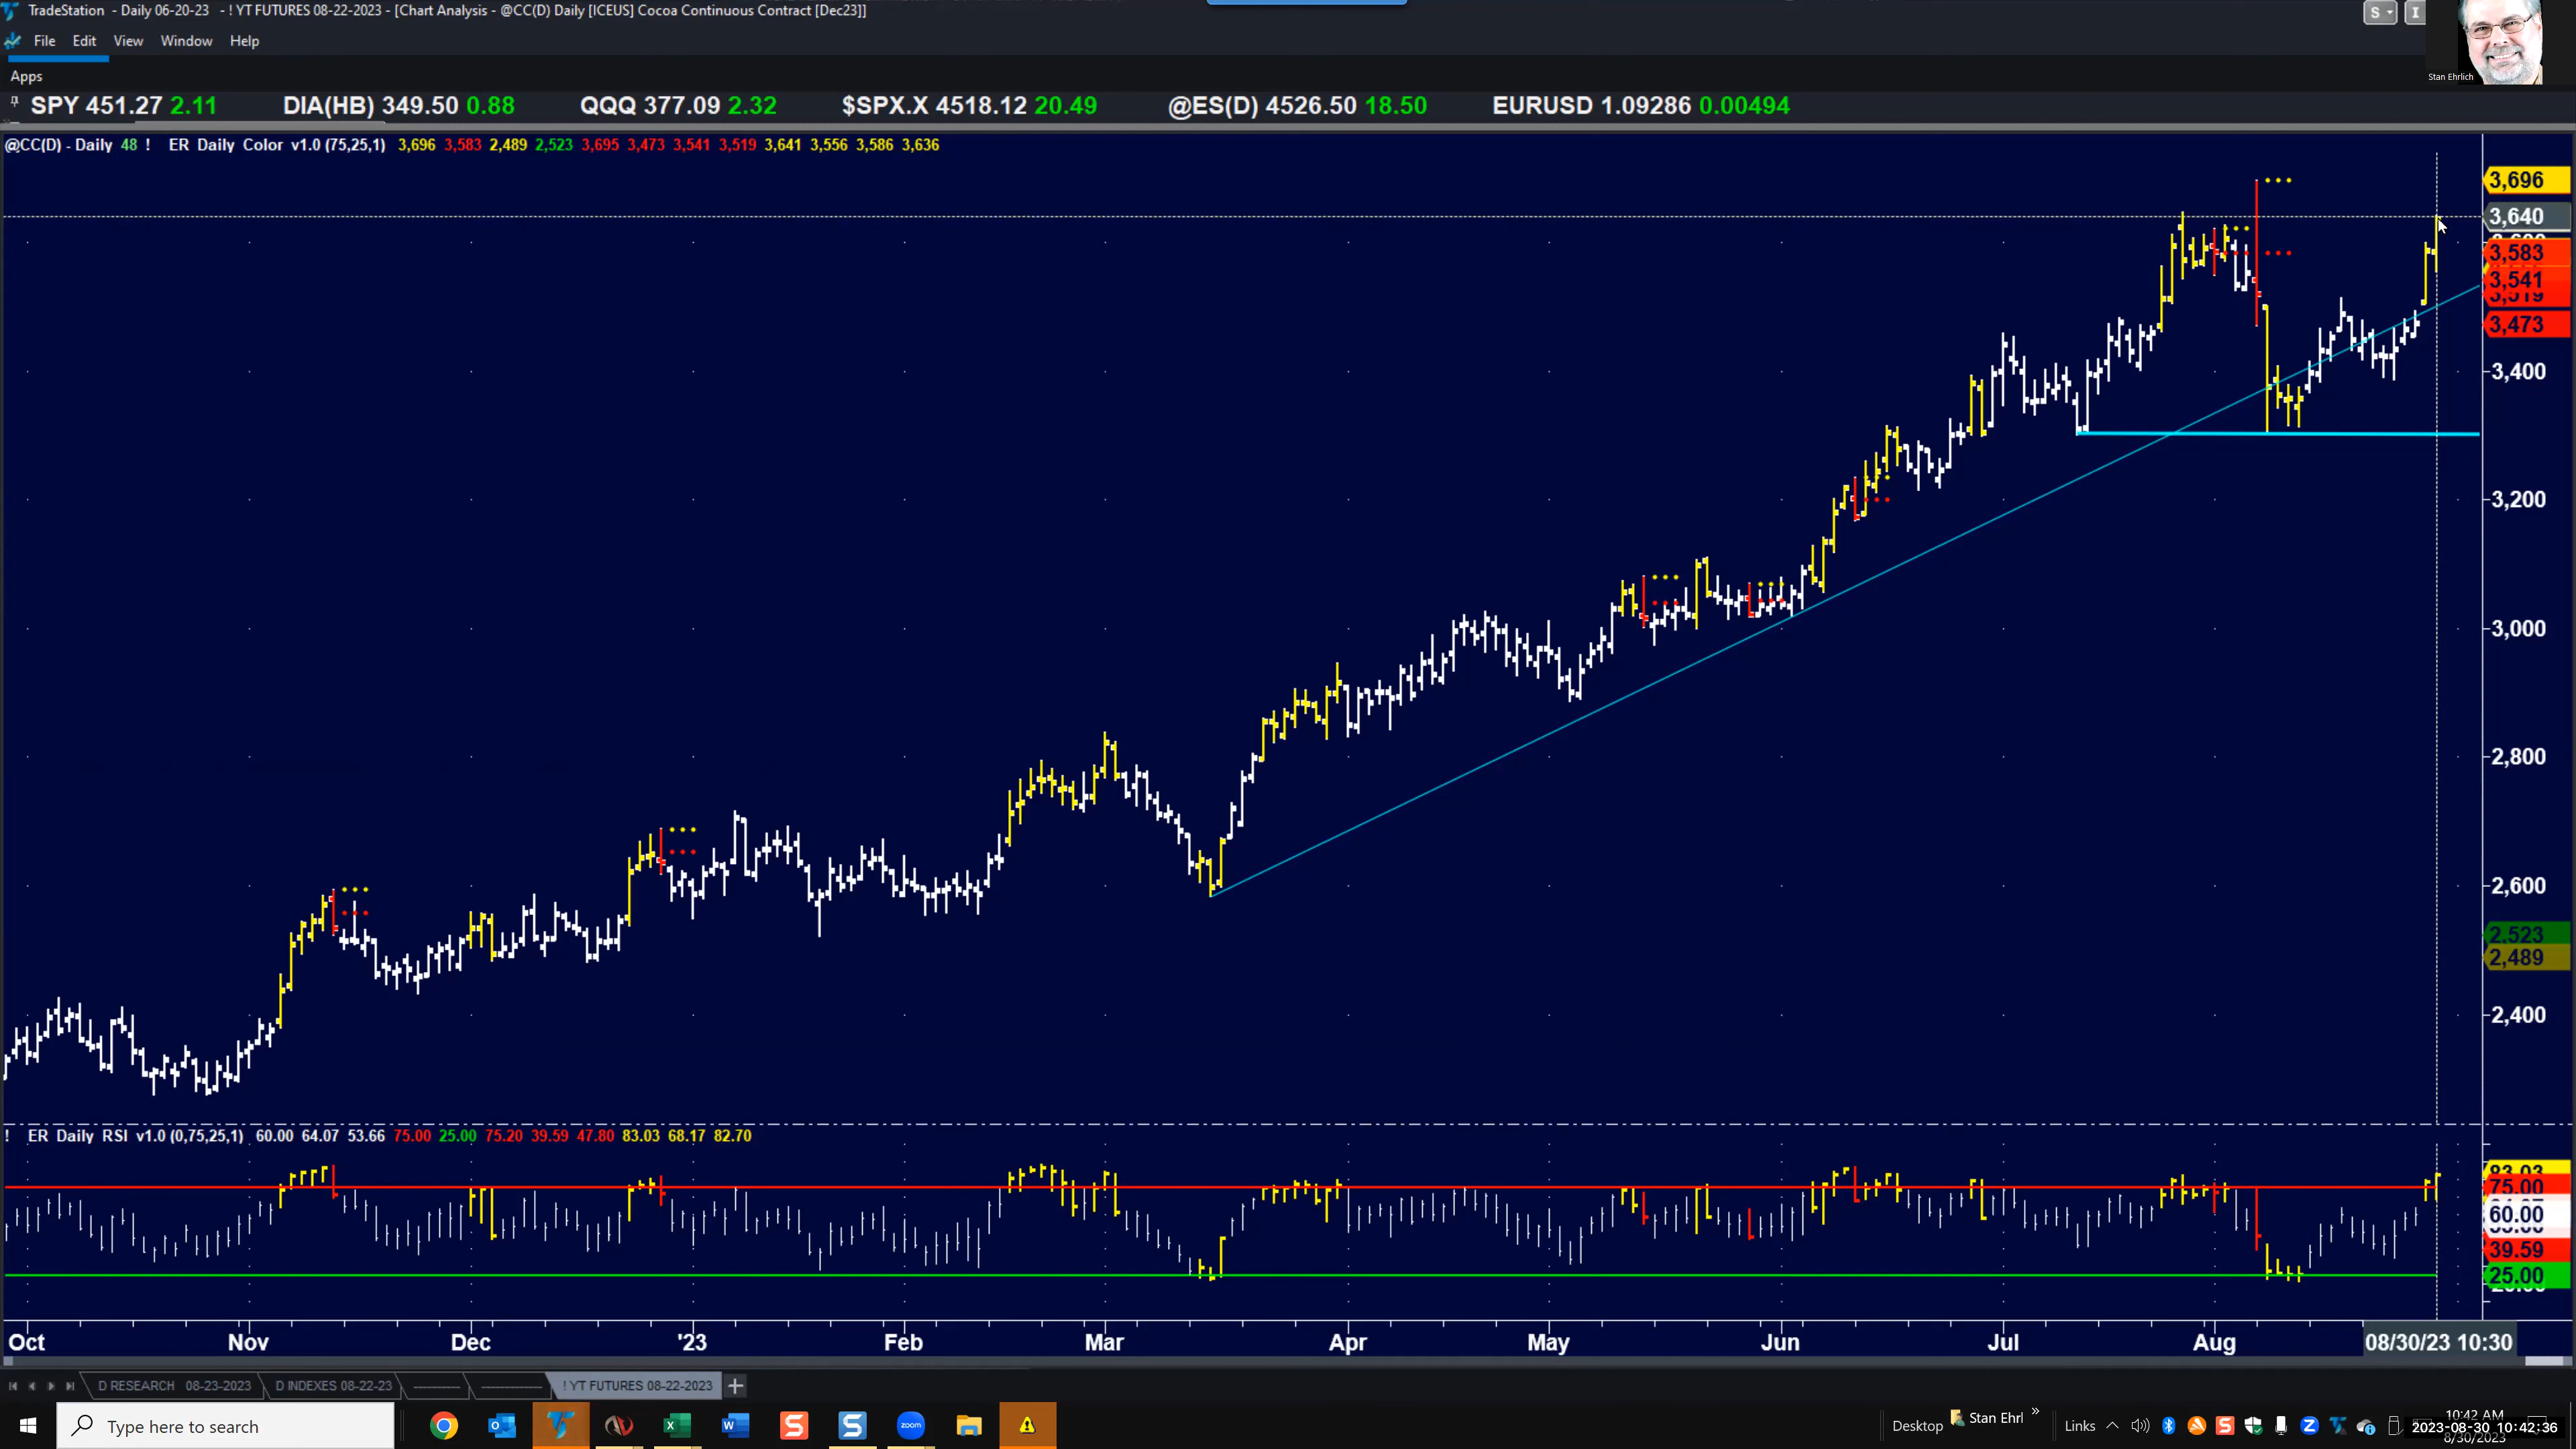 TradeStation - Daily 06-20-23 - ! YT FUTURES 08-22-2023 - [Chart Analysis - @CC(D) Daily [ICEUS] Cocoa Continuous Contract [Dec23]]
S I
File Edit View Window Help
Stan Ehrlich
Apps
SPY 451.27 2.11 DIA(HB) 349.50 0.88 QQQ 377.09 2.32 $SPX.X 4518.12 20.49 @ES(D) 4526.50 18.50 EURUSD 1.09286 0.00494
@CC(D) - Daily 48 ! ER Daily Color v1.0 (75,25,1) 3,696 3,583 2,489 2,523 3,695 3,473 3,541 3,519 3,641 3,556 3,586 3,636
3,696
3,640
3,583
3,541
3,519
3,473
3,400
3,200
3,000
2,800
2,600
2,523
2,489
2,400
! ER Daily RSI v1.0 (0,75,25,1) 60.00 64.07 53.66 75.00 25.00 75.20 39.59 47.80 83.03 68.17 82.70
83.03
75.00
60.00
39.59
25.00
Oct Nov Dec '23 Feb Mar Apr May Jun Jul Aug 08/30/23 10:30
D RESEARCH 08-23-2023 D INDEXES 08-22-23 ! YT FUTURES 08-22-2023 +
Type here to search
zoom
Desktop Stan Ehrl » Links
10:42 AM
2023-08-30 10:42:36
8/30/2023